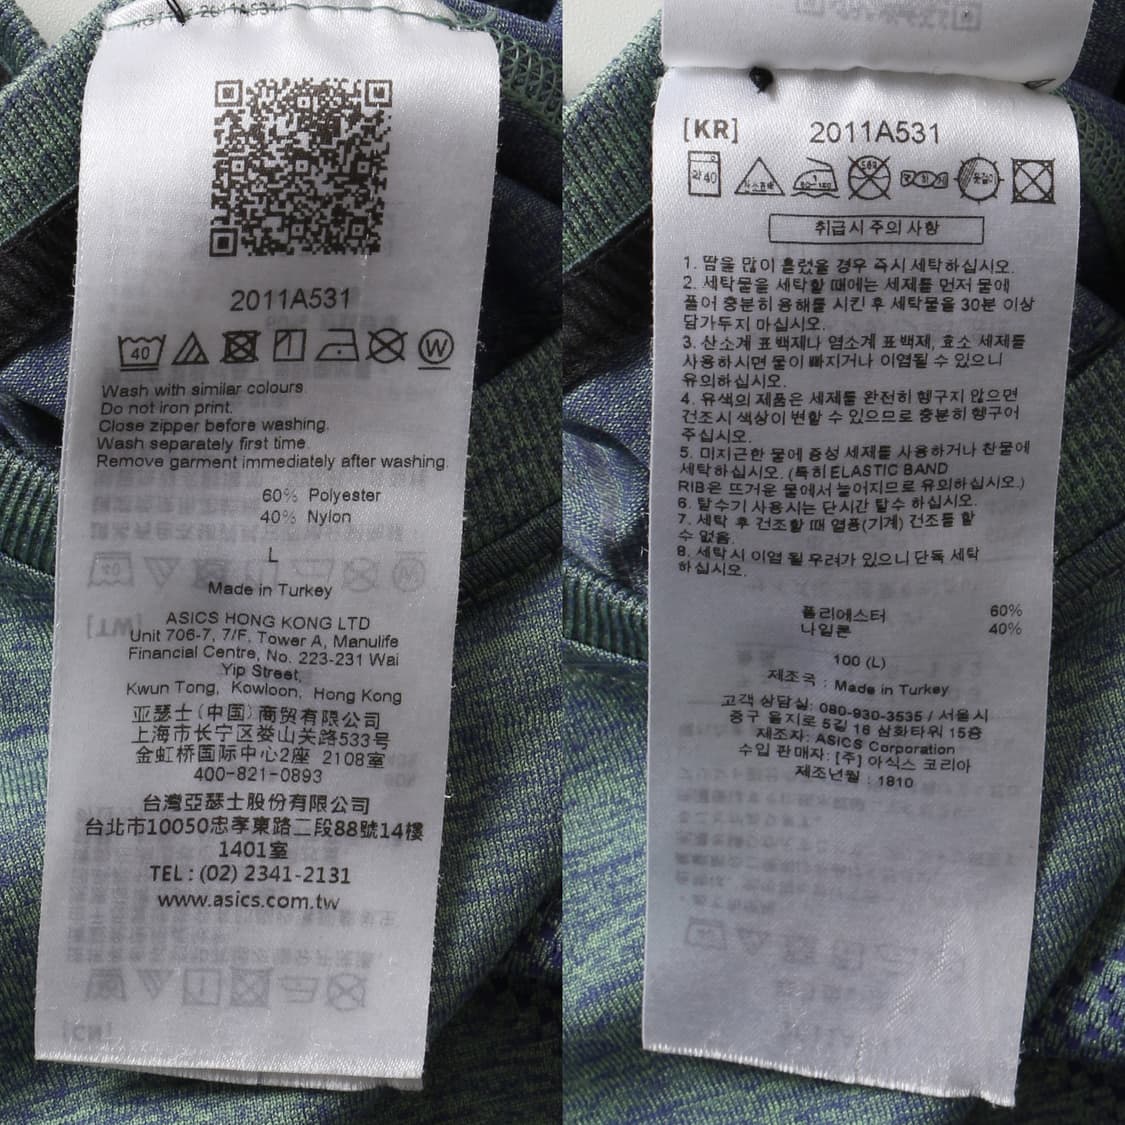 2011A531
40
W
Wash with similar colours
Do not iron print.
Close zipper before washing.
Wash separately first time.
Remove garment immediately after washing.
60% Polyester
40% Nylon
L
Made in Turkey
ASICS HONG KONG LTD
Unit 706-7, 7/F, Tower A, Manulife
Financial Centre, No. 223-231 Wai
Yip Street,
Kwun Tong, Kowloon, Hong Kong
亚瑟士(中国)商贸有限公司
上海市长宁区娄山关路533号
金虹桥国际中心2座 2108室
400-821-0893
台灣亞瑟士股份有限公司
台北市10050忠孝東路二段88號14樓
1401室
TEL : (02) 2341-2131
www.asics.com.tw
[KR] 2011A531
약 40
취급시 주의 사항
1. 땀을 많이 흘렸을 경우 즉시 세탁하십시오.
2. 세탁물을 세탁할 때에는 세제를 먼저 물에
풀어 충분히 용해를 시킨 후 세탁물을 30분 이상
담가두지 마십시오.
3. 산소계 표백제나 염소계 표백제, 효소 세제를
사용하시면 물이 빠지거나 이염될 수 있으니
유의하십시오.
4. 유색의 제품은 세제를 완전히 헹구지 않으면
건조시 색상이 변할 수 있으므로 충분히 헹구어
주십시오.
5. 미지근한 물에 중성 세제를 사용하거나 찬물에
세탁하십시오. (특히 ELASTIC BAND
RIB은 뜨거운 물에서 늘어지므로 유의하십시오.)
6. 탈수기 사용시는 단시간 탈수 하십시오.
7. 세탁 후 건조할 때 열풍(기계) 건조를 할
수 없음.
8. 세탁시 이염 될 우려가 있으니 단독 세탁
하십시오.
폴리에스터 60%
나일론 40%
100 (L)
제조국 : Made in Turkey
고객 상담실: 080-930-3535 / 서울시
중구 을지로 5길 16 삼화타워 15층
제조자: ASICS Corporation
수입 판매자: [주] 아식스 코리아
제조년월 : 1810